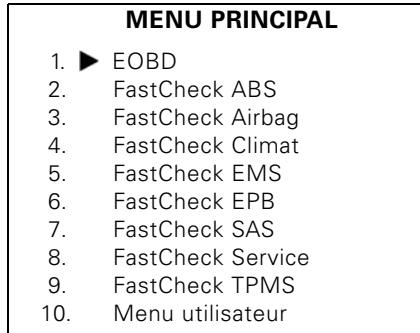 MENU PRINCIPAL
1. ▶ EOBD
2. FastCheck ABS
3. FastCheck Airbag
4. FastCheck Climat
5. FastCheck EMS
6. FastCheck EPB
7. FastCheck SAS
8. FastCheck Service
9. FastCheck TPMS
10. Menu utilisateur